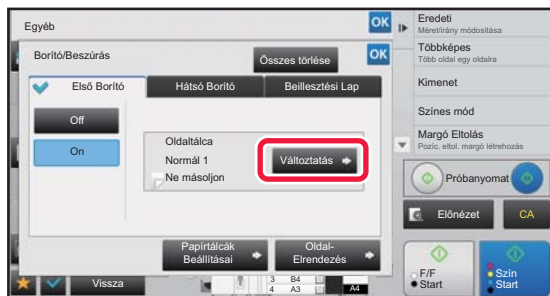 Egyéb
OK
Borító/Beszúrás
Összes törlése
OK
Első Borító
Hátsó Borító
Beillesztési Lap
Off
On
Oldaltálca
Normál 1
Ne másoljon
Változtatás
Papírtálcák
Beállításai
Oldal-
Elrendezés
Vissza
3 B4
4 A3
A4
Eredeti
Méret/irány módosítása
Többképes
Több oldal egy oldalra
Kimenet
Színes mód
Margó Eltolás
Pozíc. eltol. margó létrehozás
Próbanyomat
Előnézet
CA
F/F
Start
Szín
Start